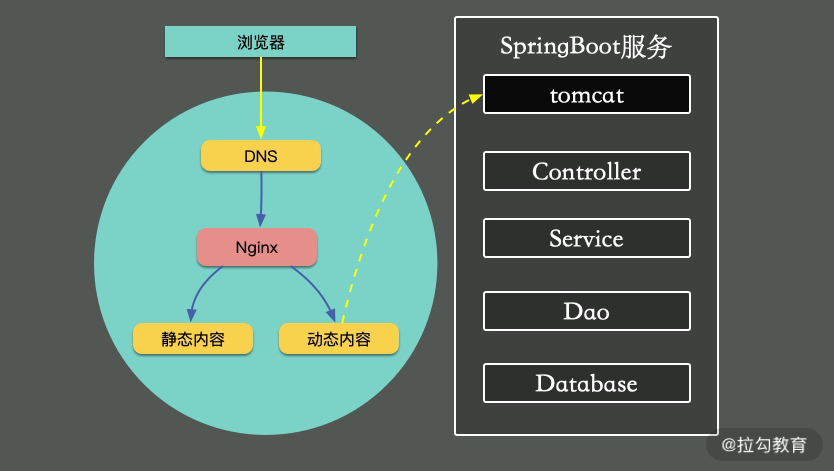 浏览器
DNS
Nginx
静态内容
动态内容
SpringBoot服务
tomcat
Controller
Service
Dao
Database
@拉勾教育